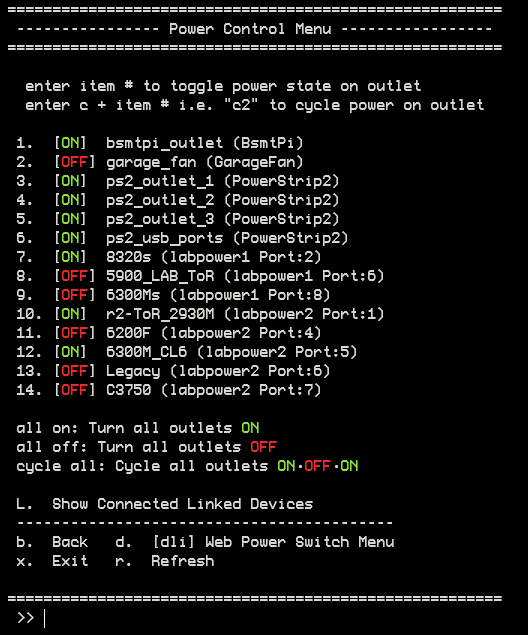 =======================================================
---------------- Power Control Menu -----------------
=======================================================
enter item # to toggle power state on outlet
enter c + item # i.e. "c2" to cycle power on outlet
1. [ON] bsmtpi_outlet (BsmtPi)
2. [OFF] garage_fan (GarageFan)
3. [ON] ps2_outlet_1 (PowerStrip2)
4. [ON] ps2_outlet_2 (PowerStrip2)
5. [ON] ps2_outlet_3 (PowerStrip2)
6. [ON] ps2_usb_ports (PowerStrip2)
7. [ON] 8320s (labpower1 Port:2)
8. [OFF] 5900_LAB_ToR (labpower1 Port:6)
9. [OFF] 6300Ms (labpower1 Port:8)
10. [ON] r2-ToR_2930M (labpower2 Port:1)
11. [OFF] 6200F (labpower2 Port:4)
12. [ON] 6300M_CL6 (labpower2 Port:5)
13. [OFF] Legacy (labpower2 Port:6)
14. [OFF] C3750 (labpower2 Port:7)
all on: Turn all outlets ON
all off: Turn all outlets OFF
cycle all: Cycle all outlets ON·OFF·ON
L. Show Connected Linked Devices
------------------------------------------
b. Back d. [dli] Web Power Switch Menu
x. Exit r. Refresh
=======================================================
>>